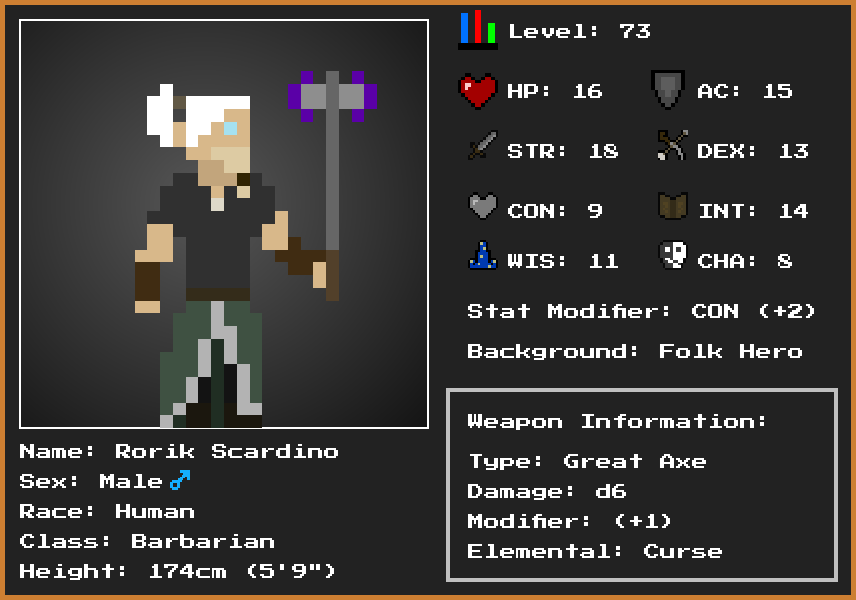 Level: 73
HP: 16 AC: 15
STR: 18 DEX: 13
CON: 9 INT: 14
WIS: 11 CHA: 8
Stat Modifier: CON (+2)
Background: Folk Hero
Weapon Information:
Type: Great Axe
Damage: d6
Modifier: (+1)
Elemental: Curse
Name: Rorik Scardino
Sex: Male ♂
Race: Human
Class: Barbarian
Height: 174cm (5'9")